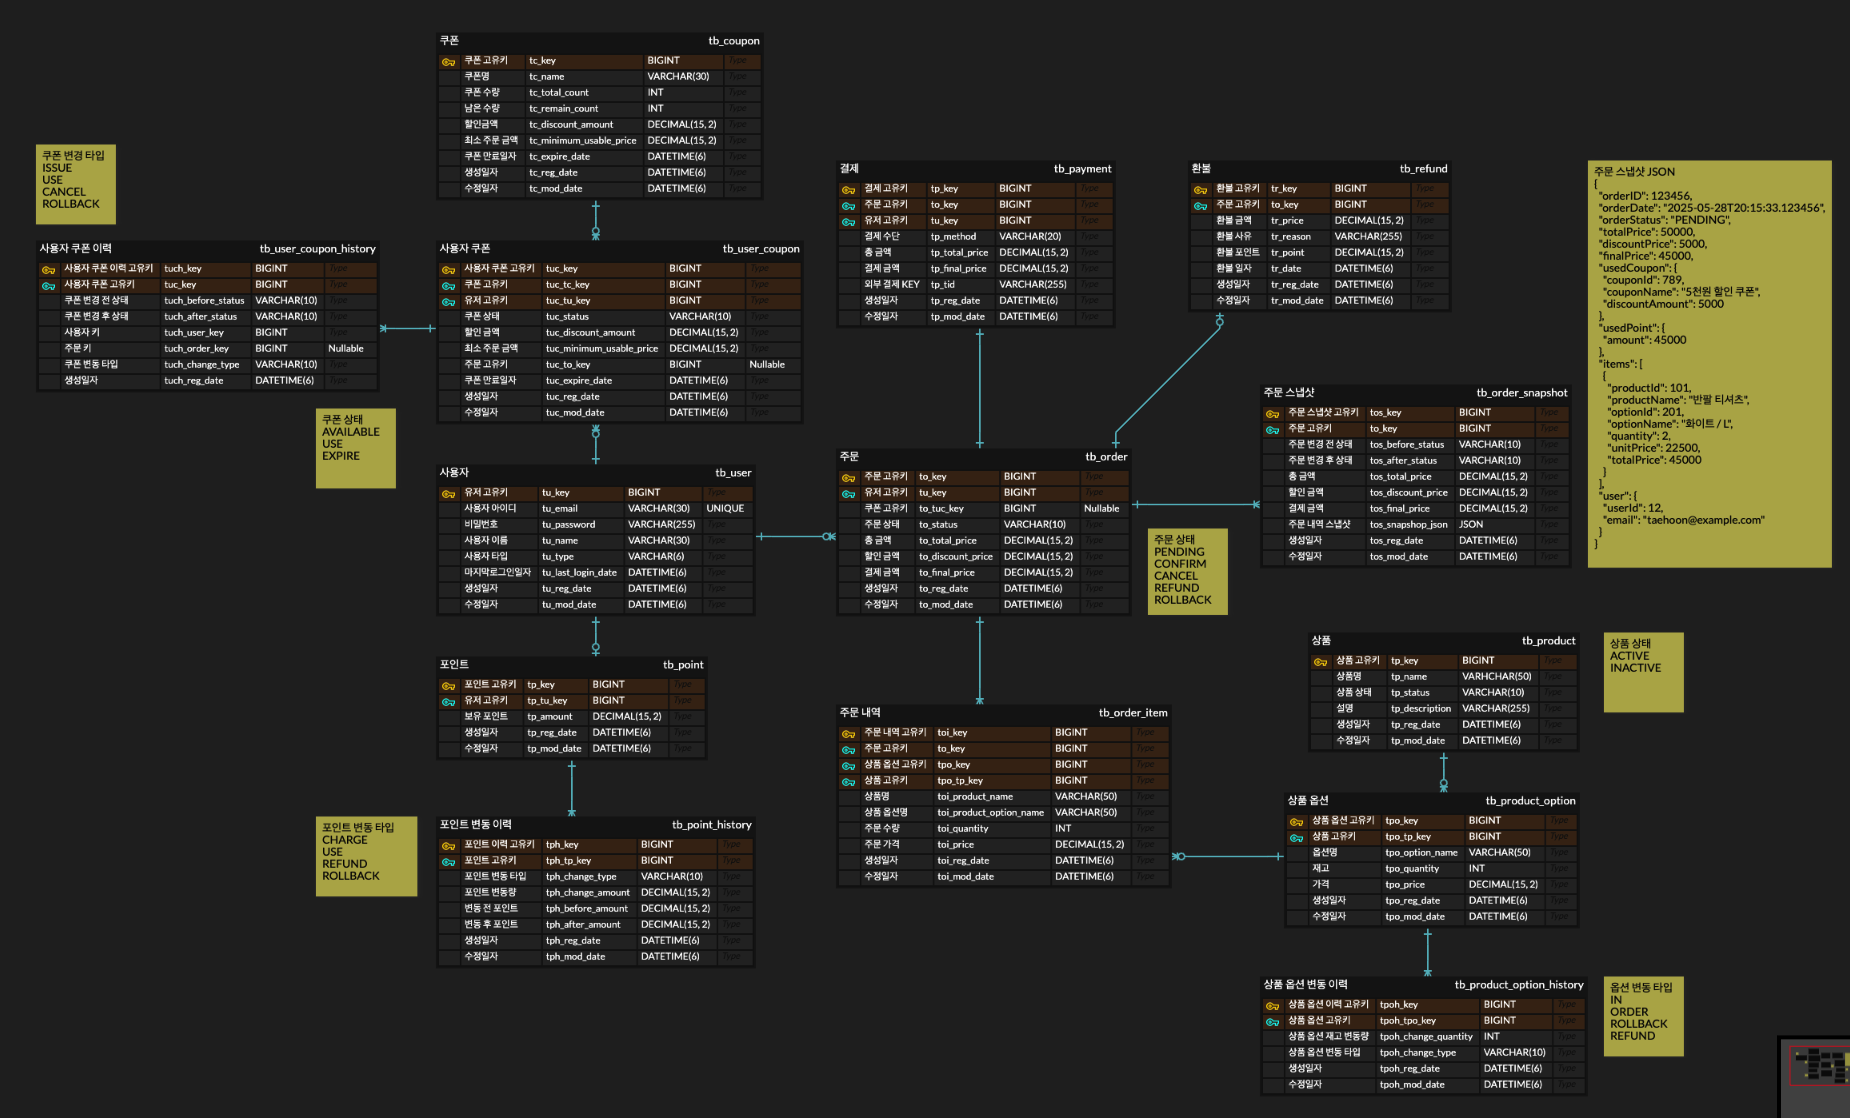 쿠폰 tb_coupon
쿠폰 고유키 tc_key BIGINT Type
쿠폰명 tc_name VARCHAR(30) Type
쿠폰 수량 tc_total_count INT Type
남은 수량 tc_remain_count INT Type
할인금액 tc_discount_amount DECIMAL(15, 2) Type
최소 주문 금액 tc_minimum_usable_price DECIMAL(15, 2) Type
쿠폰 만료일자 tc_expire_date DATETIME(6) Type
생성일자 tc_reg_date DATETIME(6) Type
수정일자 tc_mod_date DATETIME(6) Type
쿠폰 변경 타입
ISSUE
USE
CANCEL
ROLLBACK
사용자 쿠폰 이력 tb_user_coupon_history
사용자 쿠폰 이력 고유키 tuch_key BIGINT Type
사용자 쿠폰 고유키 tuc_key BIGINT Type
쿠폰 변경 전 상태 tuch_before_status VARCHAR(10) Type
쿠폰 변경 후 상태 tuch_after_status VARCHAR(10) Type
사용자 키 tuch_user_key BIGINT Type
주문 키 tuch_order_key BIGINT Nullable
쿠폰 변동 타입 tuch_change_type VARCHAR(10) Type
생성일자 tuch_reg_date DATETIME(6) Type
사용자 쿠폰 tb_user_coupon
사용자 쿠폰 고유키 tuc_key BIGINT Type
쿠폰 고유키 tuc_tc_key BIGINT Type
유저 고유키 tuc_tu_key BIGINT Type
쿠폰 상태 tuc_status VARCHAR(10) Type
할인 금액 tuc_discount_amount DECIMAL(15, 2) Type
최소 주문 금액 tuc_minimum_usable_price DECIMAL(15, 2) Type
주문 고유키 tuc_to_key BIGINT Nullable
쿠폰 만료일자 tuc_expire_date DATETIME(6) Type
생성일자 tuc_reg_date DATETIME(6) Type
수정일자 tuc_mod_date DATETIME(6) Type
쿠폰 상태
AVAILABLE
USE
EXPIRE
사용자 tb_user
유저 고유키 tu_key BIGINT Type
사용자 아이디 tu_email VARCHAR(30) UNIQUE
비밀번호 tu_password VARCHAR(255) Type
사용자 이름 tu_name VARCHAR(30) Type
사용자 타입 tu_type VARCHAR(6) Type
마지막로그인일자 tu_last_login_date DATETIME(6) Type
생성일자 tu_reg_date DATETIME(6) Type
수정일자 tu_mod_date DATETIME(6) Type
포인트 tb_point
포인트 고유키 tp_key BIGINT Type
유저 고유키 tp_tu_key BIGINT Type
보유 포인트 tp_amount DECIMAL(15, 2) Type
생성일자 tp_reg_date DATETIME(6) Type
수정일자 tp_mod_date DATETIME(6) Type
포인트 변동 타입
CHARGE
USE
REFUND
ROLLBACK
포인트 변동 이력 tb_point_history
포인트 이력 고유키 tph_key BIGINT Type
포인트 고유키 tph_tp_key BIGINT Type
포인트 변동 타입 tph_change_type VARCHAR(10) Type
포인트 변동량 tph_change_amount DECIMAL(15, 2) Type
변동 전 포인트 tph_before_amount DECIMAL(15, 2) Type
변동 후 포인트 tph_after_amount DECIMAL(15, 2) Type
생성일자 tph_reg_date DATETIME(6) Type
수정일자 tph_mod_date DATETIME(6) Type
결제 tb_payment
결제 고유키 tp_key BIGINT Type
주문 고유키 to_key BIGINT Type
유저 고유키 tu_key BIGINT Type
결제 수단 tp_method VARCHAR(20) Type
총 금액 tp_total_price DECIMAL(15, 2) Type
결제 금액 tp_final_price DECIMAL(15, 2) Type
외부 결제 KEY tp_tid VARCHAR(255) Type
생성일자 tp_reg_date DATETIME(6) Type
수정일자 tp_mod_date DATETIME(6) Type
환불 tb_refund
환불 고유키 tr_key BIGINT Type
주문 고유키 to_key BIGINT Type
환불 금액 tr_price DECIMAL(15, 2) Type
환불 사유 tr_reason VARCHAR(255) Type
환불 포인트 tr_point DECIMAL(15, 2) Type
환불 일자 tr_date DATETIME(6) Type
생성일자 tr_reg_date DATETIME(6) Type
수정일자 tr_mod_date DATETIME(6) Type
주문 tb_order
주문 고유키 to_key BIGINT Type
유저 고유키 tu_key BIGINT Type
쿠폰 고유키 to_tuc_key BIGINT Nullable
주문 상태 to_status VARCHAR(10) Type
총 금액 to_total_price DECIMAL(15, 2) Type
할인 금액 to_discount_price DECIMAL(15, 2) Type
결제 금액 to_final_price DECIMAL(15, 2) Type
생성일자 to_reg_date DATETIME(6) Type
수정일자 to_mod_date DATETIME(6) Type
주문 상태
PENDING
CONFIRM
CANCEL
REFUND
ROLLBACK
주문 스냅샷 tb_order_snapshot
주문 스냅샷 고유키 tos_key BIGINT Type
주문 고유키 to_key BIGINT Type
주문 변경 전 상태 tos_before_status VARCHAR(10) Type
주문 변경 후 상태 tos_after_status VARCHAR(10) Type
총 금액 tos_total_price DECIMAL(15, 2) Type
할인 금액 tos_discount_price DECIMAL(15, 2) Type
결제 금액 tos_final_price DECIMAL(15, 2) Type
주문 내역 스냅샷 tos_snapshop_json JSON Type
생성일자 tos_reg_date DATETIME(6) Type
수정일자 tos_mod_date DATETIME(6) Type
주문 스냅샷 JSON
{
"orderID": 123456,
"orderDate": "2025-05-28T20:15:33.123456",
"orderStatus": "PENDING",
"totalPrice": 50000,
"discountPrice": 5000,
"finalPrice": 45000,
"usedCoupon": {
"couponId": 789,
"couponName": "5천원 할인 쿠폰",
"discountAmount": 5000
},
"usedPoint": {
"amount": 45000
},
"items": [
{
"productId": 101,
"productName": "반팔 티셔츠",
"optionId": 201,
"optionName": "화이트 / L",
"quantity": 2,
"unitPrice": 22500,
"totalPrice": 45000
}
],
"user": {
"userId": 12,
"email": "taehoon@example.com"
}
}
주문 내역 tb_order_item
주문 내역 고유키 toi_key BIGINT Type
주문 고유키 to_key BIGINT Type
상품 옵션 고유키 tpo_key BIGINT Type
상품 고유키 tpo_tp_key BIGINT Type
상품명 toi_product_name VARCHAR(50) Type
상품 옵션명 toi_product_option_name VARCHAR(50) Type
주문 수량 toi_quantity INT Type
주문 가격 toi_price DECIMAL(15, 2) Type
생성일자 toi_reg_date DATETIME(6) Type
수정일자 toi_mod_date DATETIME(6) Type
상품 tb_product
상품 고유키 tp_key BIGINT Type
상품명 tp_name VARHCHAR(50) Type
상품 상태 tp_status VARCHAR(10) Type
설명 tp_description VARCHAR(255) Type
생성일자 tp_reg_date DATETIME(6) Type
수정일자 tp_mod_date DATETIME(6) Type
상품 상태
ACTIVE
INACTIVE
상품 옵션 tb_product_option
상품 옵션 고유키 tpo_key BIGINT Type
상품 고유키 tpo_tp_key BIGINT Type
옵션명 tpo_option_name VARCHAR(50) Type
재고 tpo_quantity INT Type
가격 tpo_price DECIMAL(15, 2) Type
생성일자 tpo_reg_date DATETIME(6) Type
수정일자 tpo_mod_date DATETIME(6) Type
상품 옵션 변동 이력 tb_product_option_history
상품 옵션 이력 고유키 tpoh_key BIGINT Type
상품 옵션 고유키 tpoh_tpo_key BIGINT Type
상품 옵션 재고 변동량 tpoh_change_quantity INT Type
상품 옵션 변동 타입 tpoh_change_type VARCHAR(10) Type
생성일자 tpoh_reg_date DATETIME(6) Type
수정일자 tpoh_mod_date DATETIME(6) Type
옵션 변동 타입
IN
ORDER
ROLLBACK
REFUND